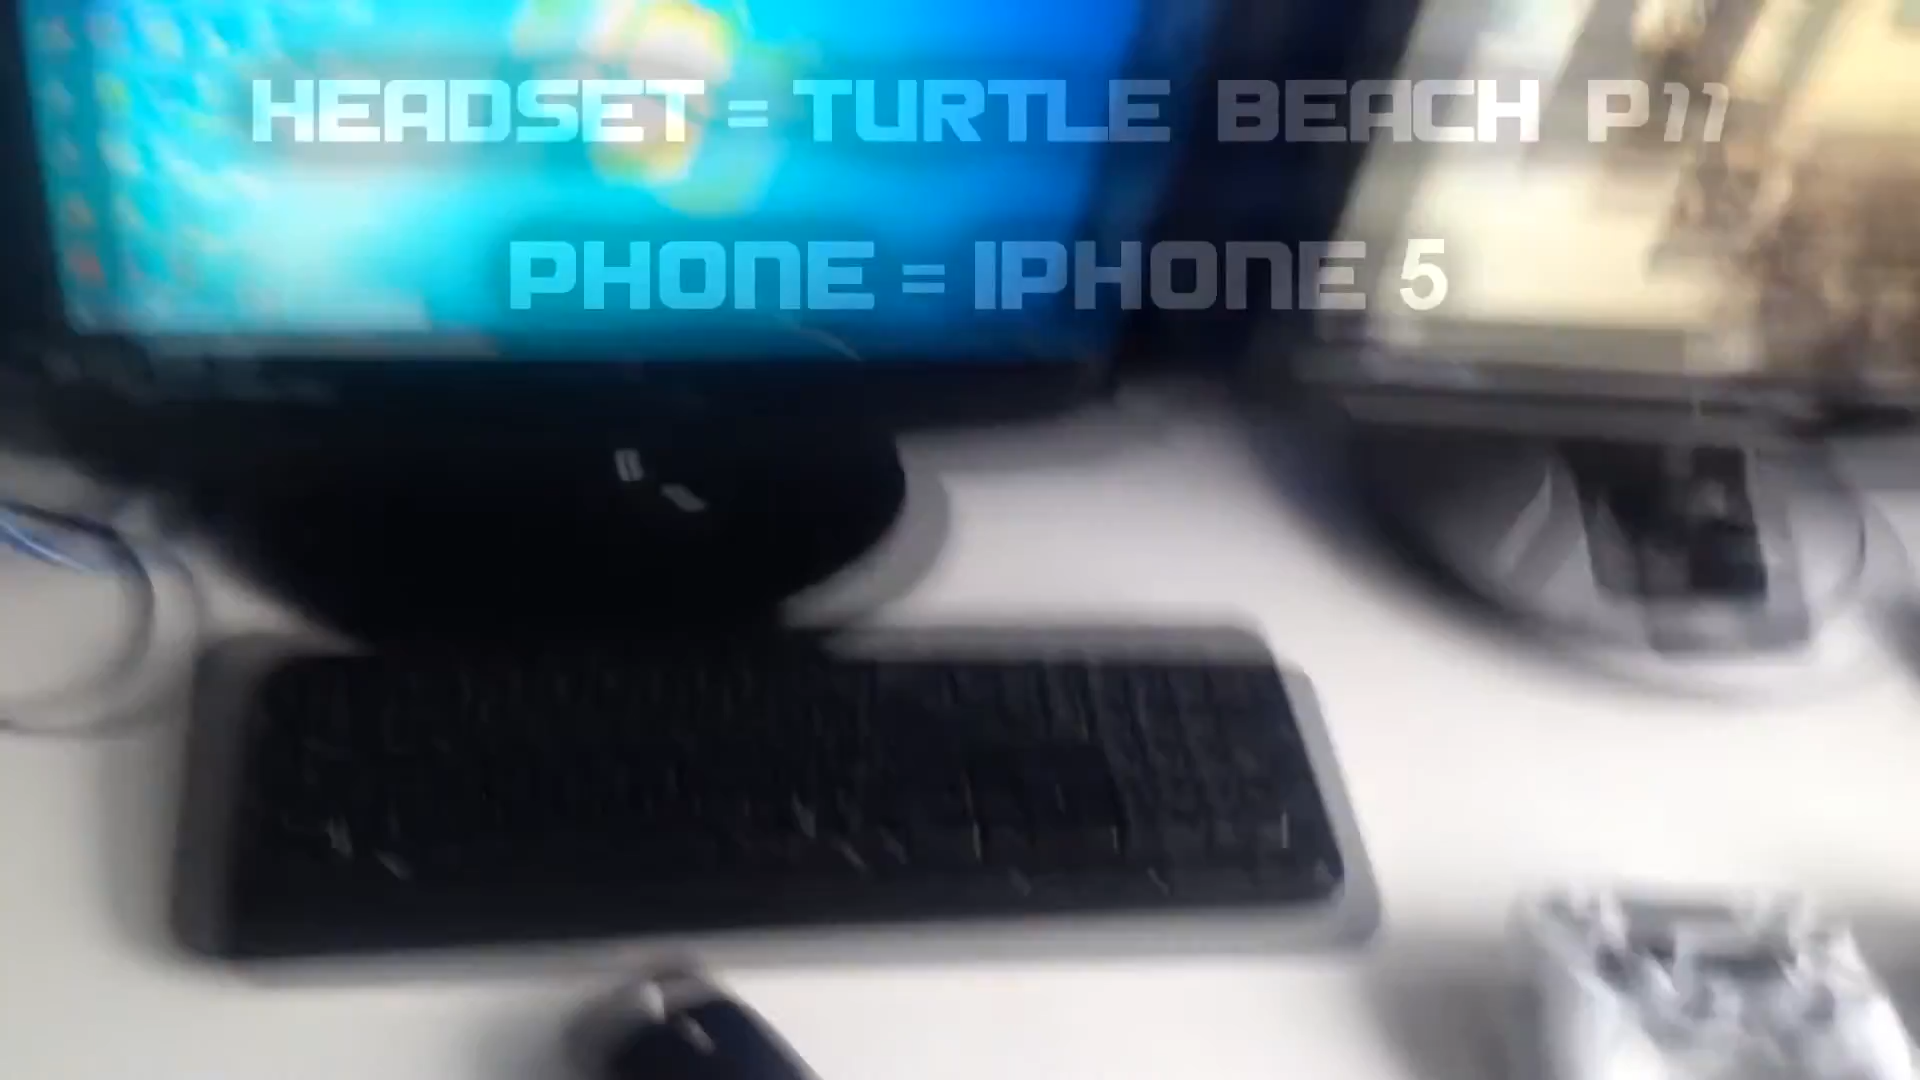 HEADSET = TURTLE BEACH P11
PHONE = IPHONE 5